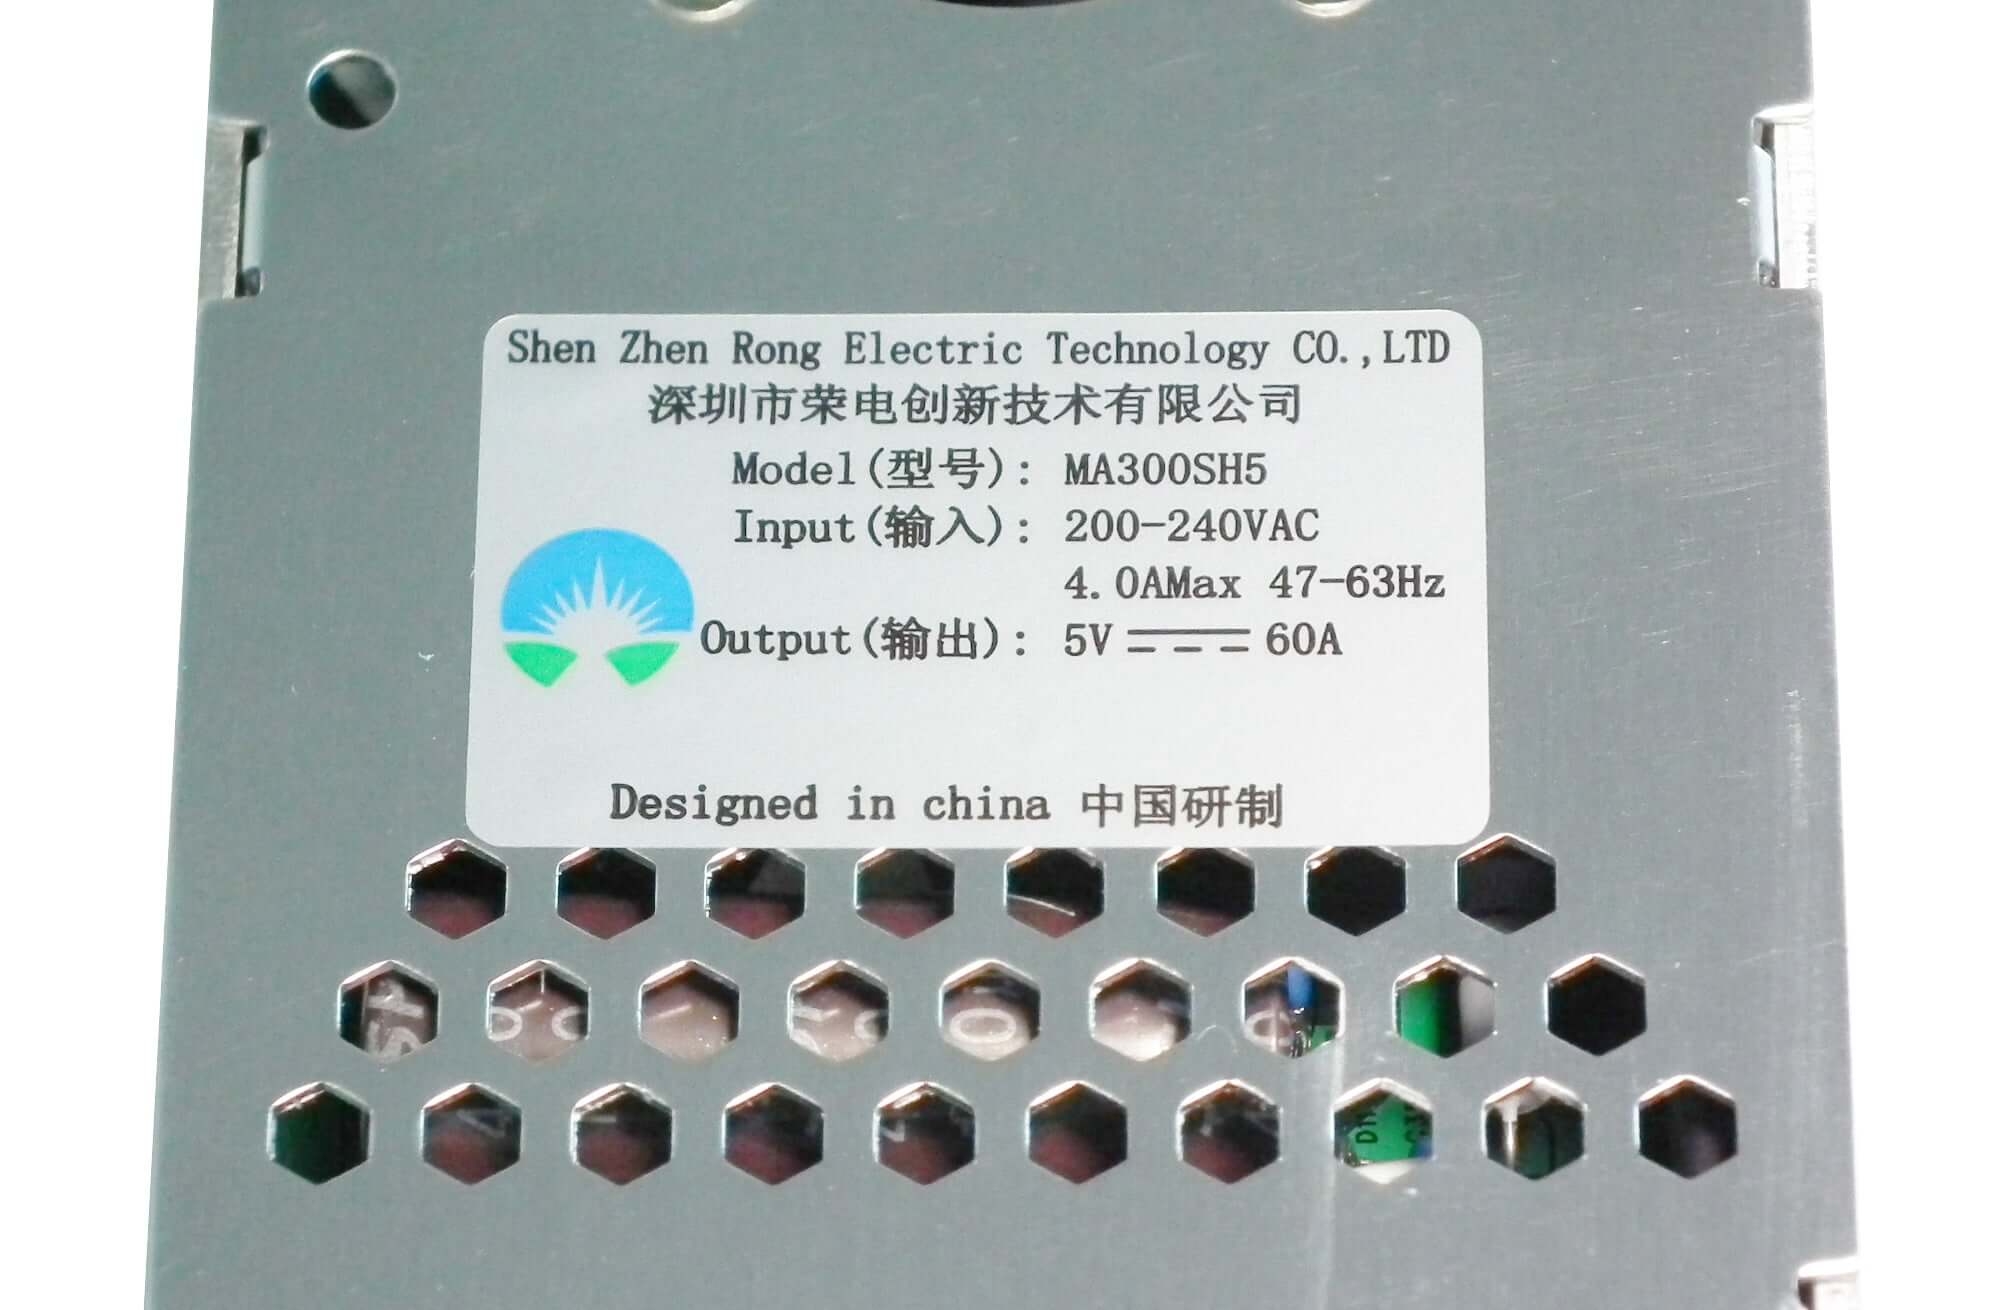 Shen Zhen Rong Electric Technology CO.,LTD
深圳市荣电创新技术有限公司
Model(型号): MA300SH5
Input(输入): 200-240VAC
4.0AMax 47-63Hz
Output(输出): 5V 60A
Designed in china 中国研制